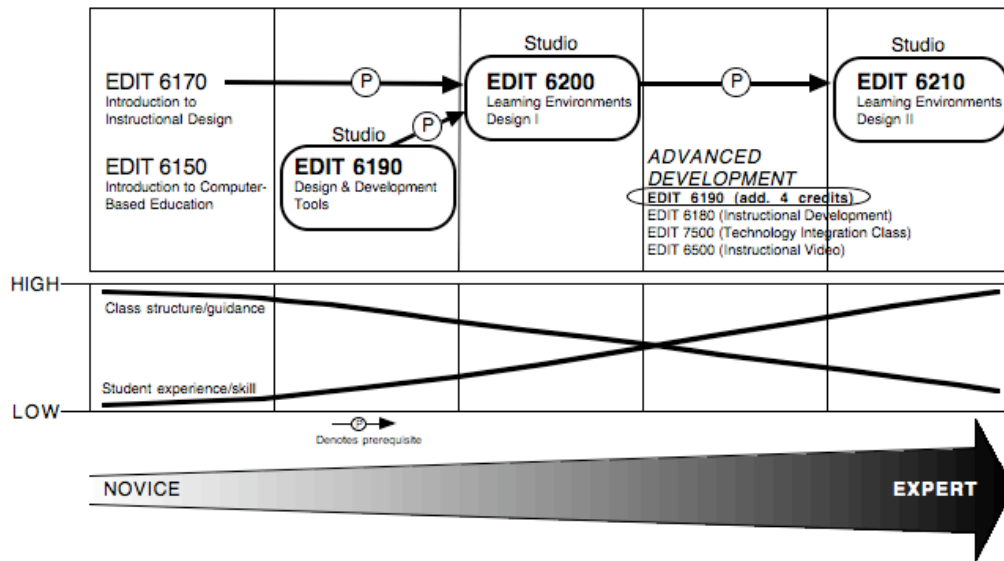 Studio
Studio
EDIT 6170
Introduction to
Instructional Design
P
EDIT 6200
Learning Environments
Design I
P
EDIT 6210
Learning Environments
Design II
P
Studio
EDIT 6150
Introduction to Computer-
Based Education
EDIT 6190
Design & Development
Tools
ADVANCED
DEVELOPMENT
EDIT 6190 (add. 4 credits)
EDIT 6180 (Instructional Development)
EDIT 7500 (Technology Integration Class)
EDIT 6500 (Instructional Video)
HIGH
Class structure/guidance
Student experience/skill
LOW
P
Denotes prerequisite
NOVICE
EXPERT